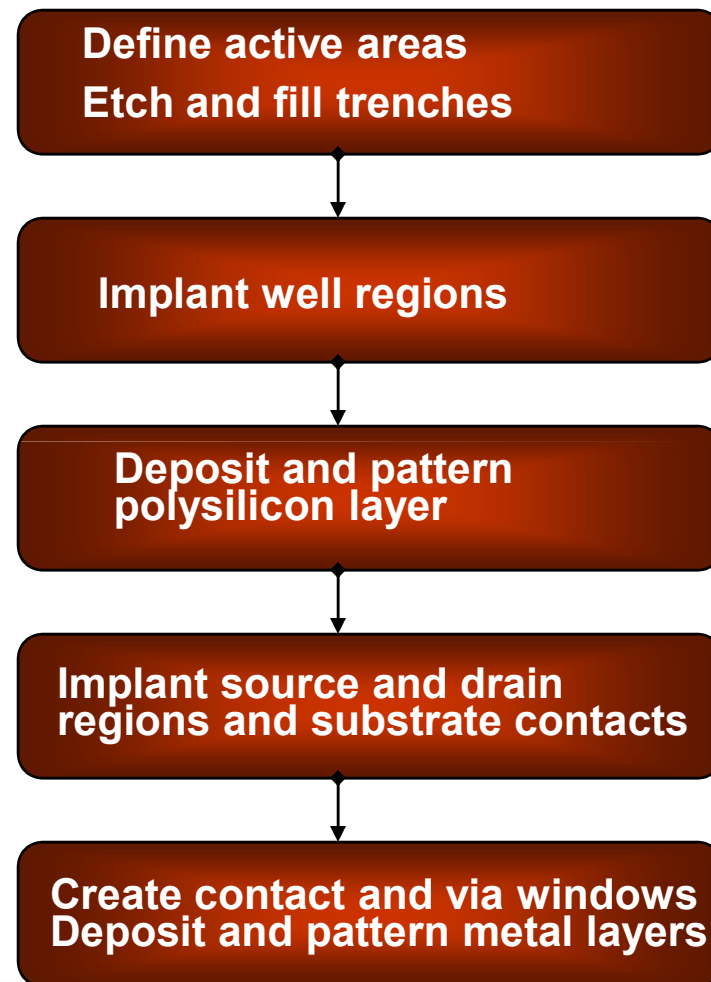 Define active areas
Etch and fill trenches
Implant well regions
Deposit and pattern
polysilicon layer
Implant source and drain
regions and substrate contacts
Create contact and via windows
Deposit and pattern metal layers